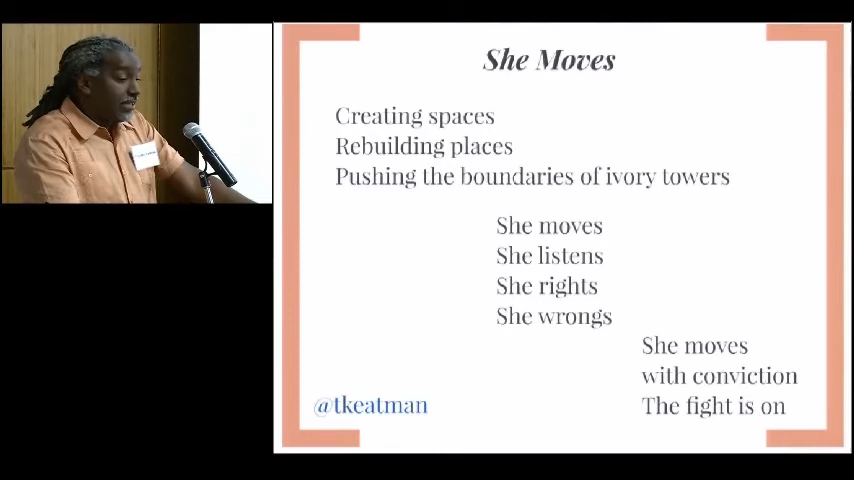 She Moves
Creating spaces
Rebuilding places
Pushing the boundaries of ivory towers
She moves
She listens
She rights
She wrongs
She moves
with conviction
The fight is on
@tkeatman